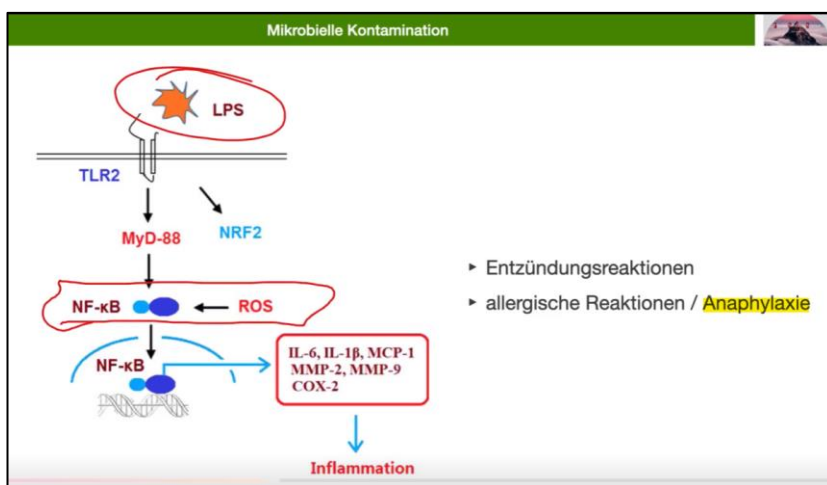 Mikrobielle Kontamination
LPS
TLR2
MyD-88
NRF2
NF-κB
ROS
NF-κB
IL-6, IL-1β, MCP-1
MMP-2, MMP-9
COX-2
Inflammation
▸ Entzündungsreaktionen
▸ allergische Reaktionen / Anaphylaxie